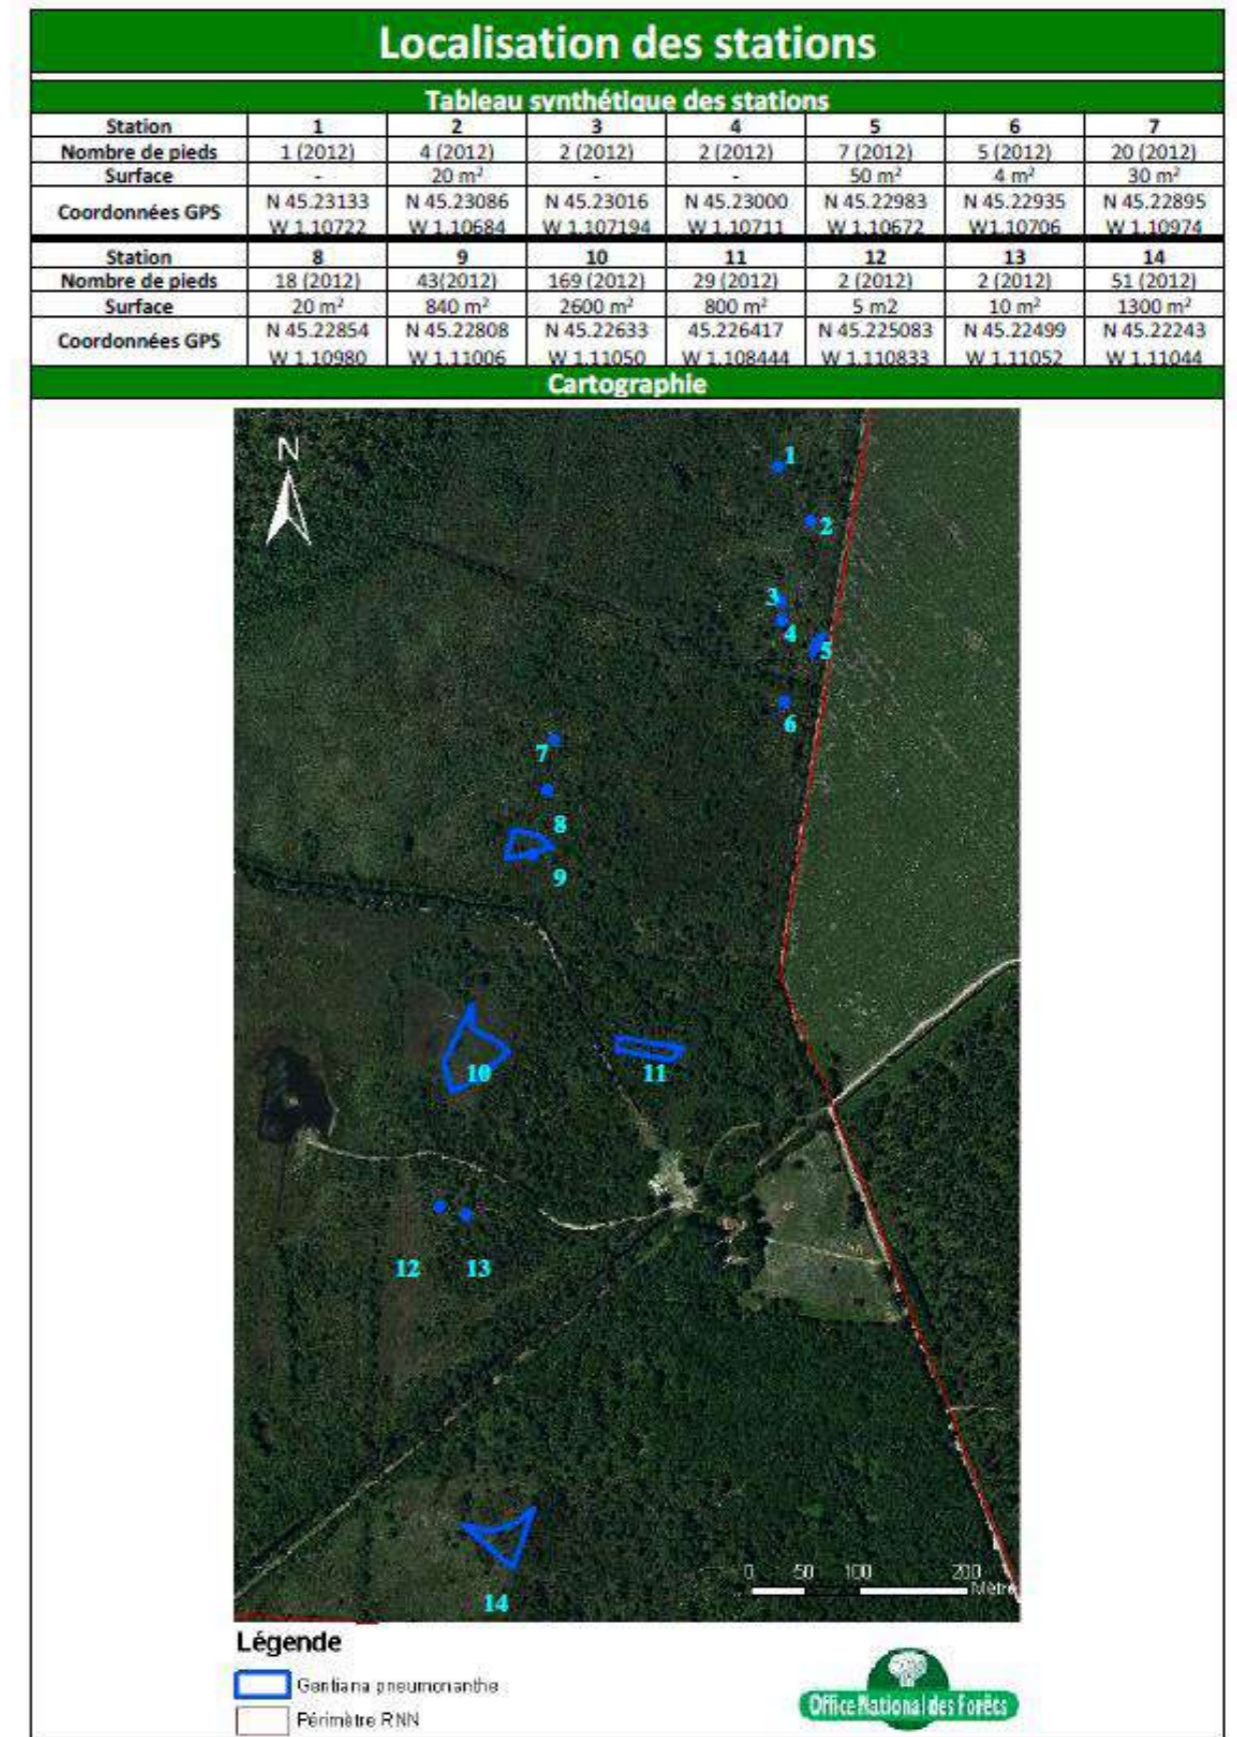 Localisation des stations
Tableau synthétique des stations
Station 1 2 3 4 5 6 7
Nombre de pieds 1 (2012) 4 (2012) 2 (2012) 2 (2012) 7 (2012) 5 (2012) 20 (2012)
Surface - 20 m² - - 50 m² 4 m² 30 m²
Coordonnées GPS N 45.23133 N 45.23086 N 45.23016 N 45.23000 N 45.22983 N 45.22935 N 45.22895
W 1.10722 W 1.10684 W 1.107194 W 1.10711 W 1.10672 W1.10706 W 1.10974
Station 8 9 10 11 12 13 14
Nombre de pieds 18 (2012) 43(2012) 169 (2012) 29 (2012) 2 (2012) 2 (2012) 51 (2012)
Surface 20 m² 840 m² 2600 m² 800 m² 5 m2 10 m² 1300 m²
Coordonnées GPS N 45.22854 N 45.22808 N 45.22633 45.226417 N 45.225083 N 45.22499 N 45.22243
W 1.10980 W 1.11006 W 1.11050 W 1.108444 W 1.110833 W 1.11052 W 1.11044
Cartographie
N
1
2
3
4
5
6
7
8
9
10
11
12 13
14
0 50 100 200
Mètre
Légende
Gentiana pneumonanthe
Périmètre RNN
Office National des Forêts